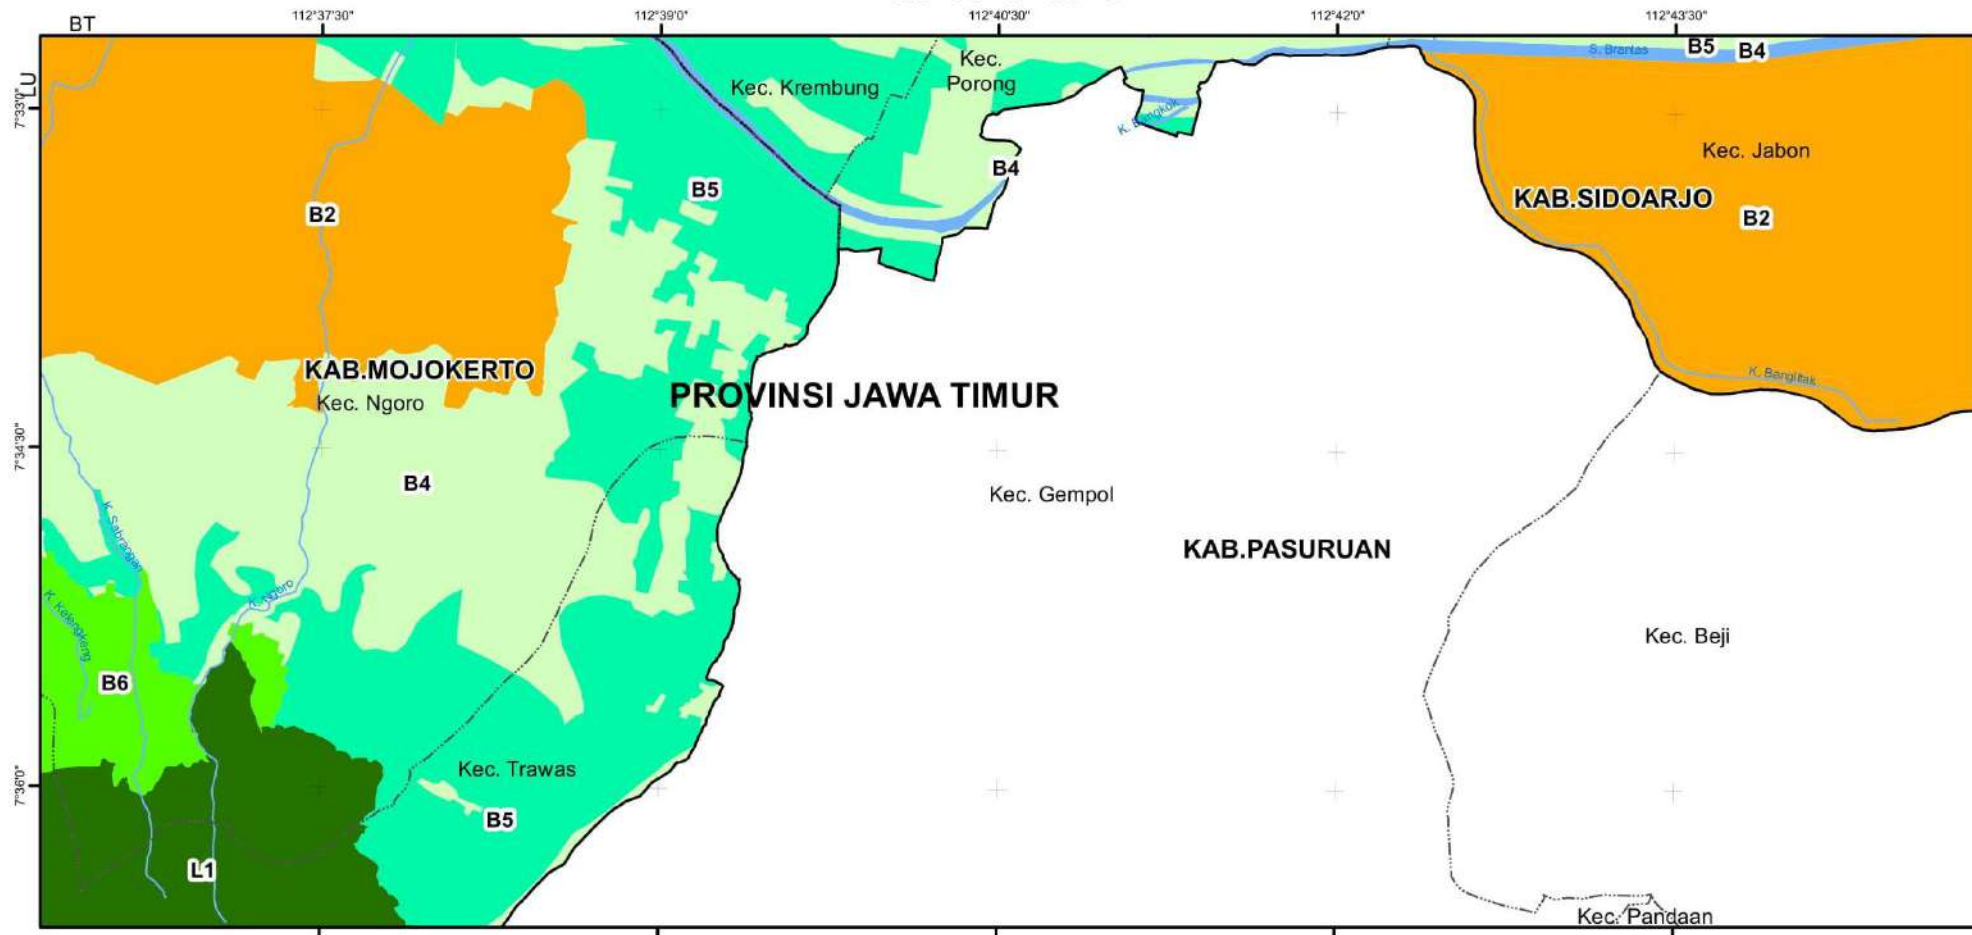 112°37'30" 112°39'0" 112°40'30" 112°42'0" 112°43'30"
BT
LU
7°33'0"
7°34'30"
7°36'0"
S. Brantas
B5
B4
Kec.
Porong
Kec. Krembung
K. Bangkok
Kec. Jabon
B4
B5
KAB.SIDOARJO
B2
B2
KAB.MOJOKERTO
Kec. Ngoro
PROVINSI JAWA TIMUR
B4
Kec. Gempol
KAB.PASURUAN
K. Sabrangan
K. Ngoro
K. Kelengkeng
Kec. Beji
B6
Kec. Trawas
B5
L1
Kec. Pandaan